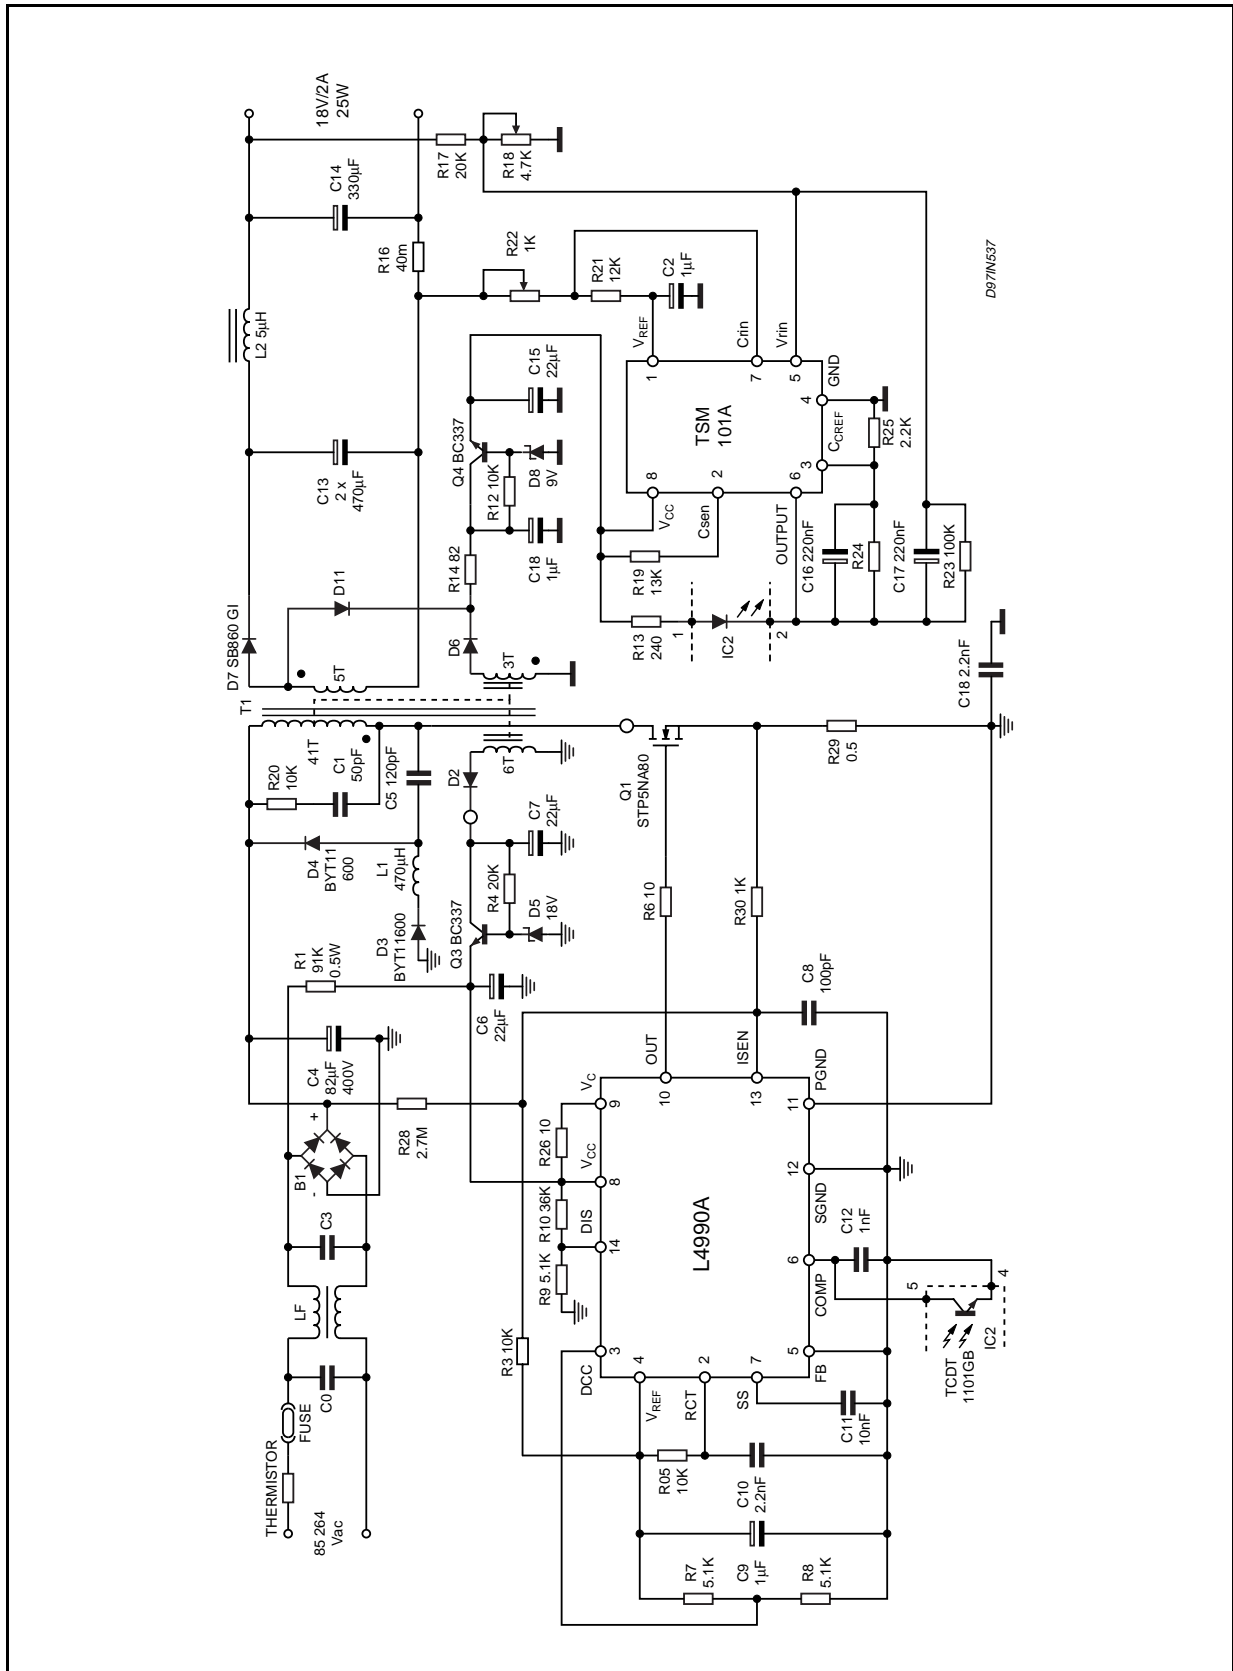 THERMISTOR
85 264
Vac
FUSE
C0
LF
C3
B1
+
-
C4
82µF
400V
R28
2.7M
R1
91K
0.5W
D3
BYT11600
D4
BYT11
600
L1
470µH
R20
10K
C1
50pF
C5 120pF
41T
T1
D7 SB860 GI
5T
D11
C13
2 x
470µF
L2 5µH
C14
330µF
18V/2A
25W
R16
40m
R17
20K
R18
4.7K
R22
1K
R21
12K
C2
1µF
Q3 BC337
R4 20K
D5
18V
C6
22µF
C7
22µF
D2
6T
3T
D6
R14 82
C18
1µF
R12 10K
Q4 BC337
D8
9V
C15
22µF
R3 10K
R9 5.1K
R10 36K
R26 10
DIS
VCC
VC
DCC
3
14
8
9
4
VREF
2
RCT
7
SS
5
FB
6
COMP
12
SGND
11
PGND
10
OUT
13
ISEN
L4990A
R7
5.1K
R8
5.1K
C9
1µF
R05
10K
C10
2.2nF
C11
10nF
C12
1nF
TCDT
1101GB
IC2
5
4
C8
100pF
R6 10
R30 1K
Q1
STP5NA80
R29
0.5
C18 2.2nF
R13
240
1
IC2
2
R19
13K
VCC
8
Csen
2
OUTPUT
6
TSM
101A
1
VREF
7
Crin
5
Vrin
4
GND
3
CCREF
C16 220nF
R24
R25
2.2K
C17 220nF
R23 100K
D97IN537